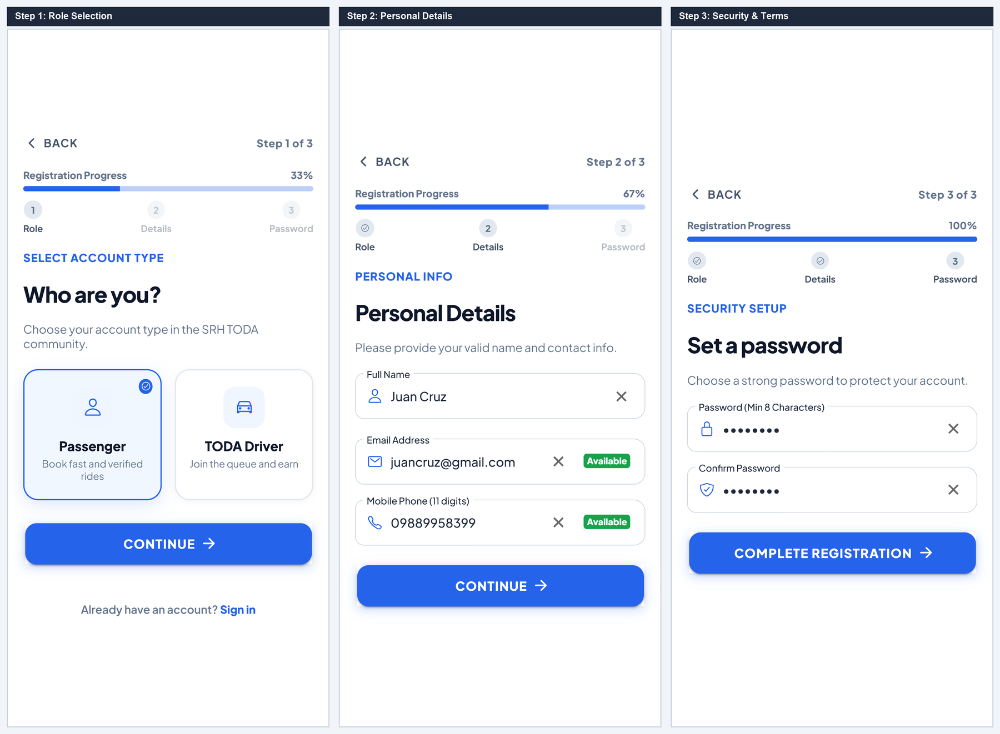 Step 1: Role Selection
BACK
Step 1 of 3
Registration Progress
33%
1
2
3
Role
Details
Password
SELECT ACCOUNT TYPE
Who are you?
Choose your account type in the SRH TODA
community.
Passenger
Book fast and verified
rides
TODA Driver
Join the queue and earn
CONTINUE
Already have an account? Sign in
Step 2: Personal Details
BACK
Step 2 of 3
Registration Progress
67%
2
3
Role
Details
Password
PERSONAL INFO
Personal Details
Please provide your valid name and contact info.
Full Name
Juan Cruz
Email Address
juancruz@gmail.com
Available
Mobile Phone (11 digits)
09889958399
Available
CONTINUE
Step 3: Security & Terms
BACK
Step 3 of 3
Registration Progress
100%
3
Role
Details
Password
SECURITY SETUP
Set a password
Choose a strong password to protect your account.
Password (Min 8 Characters)
••••••••
Confirm Password
••••••••
COMPLETE REGISTRATION